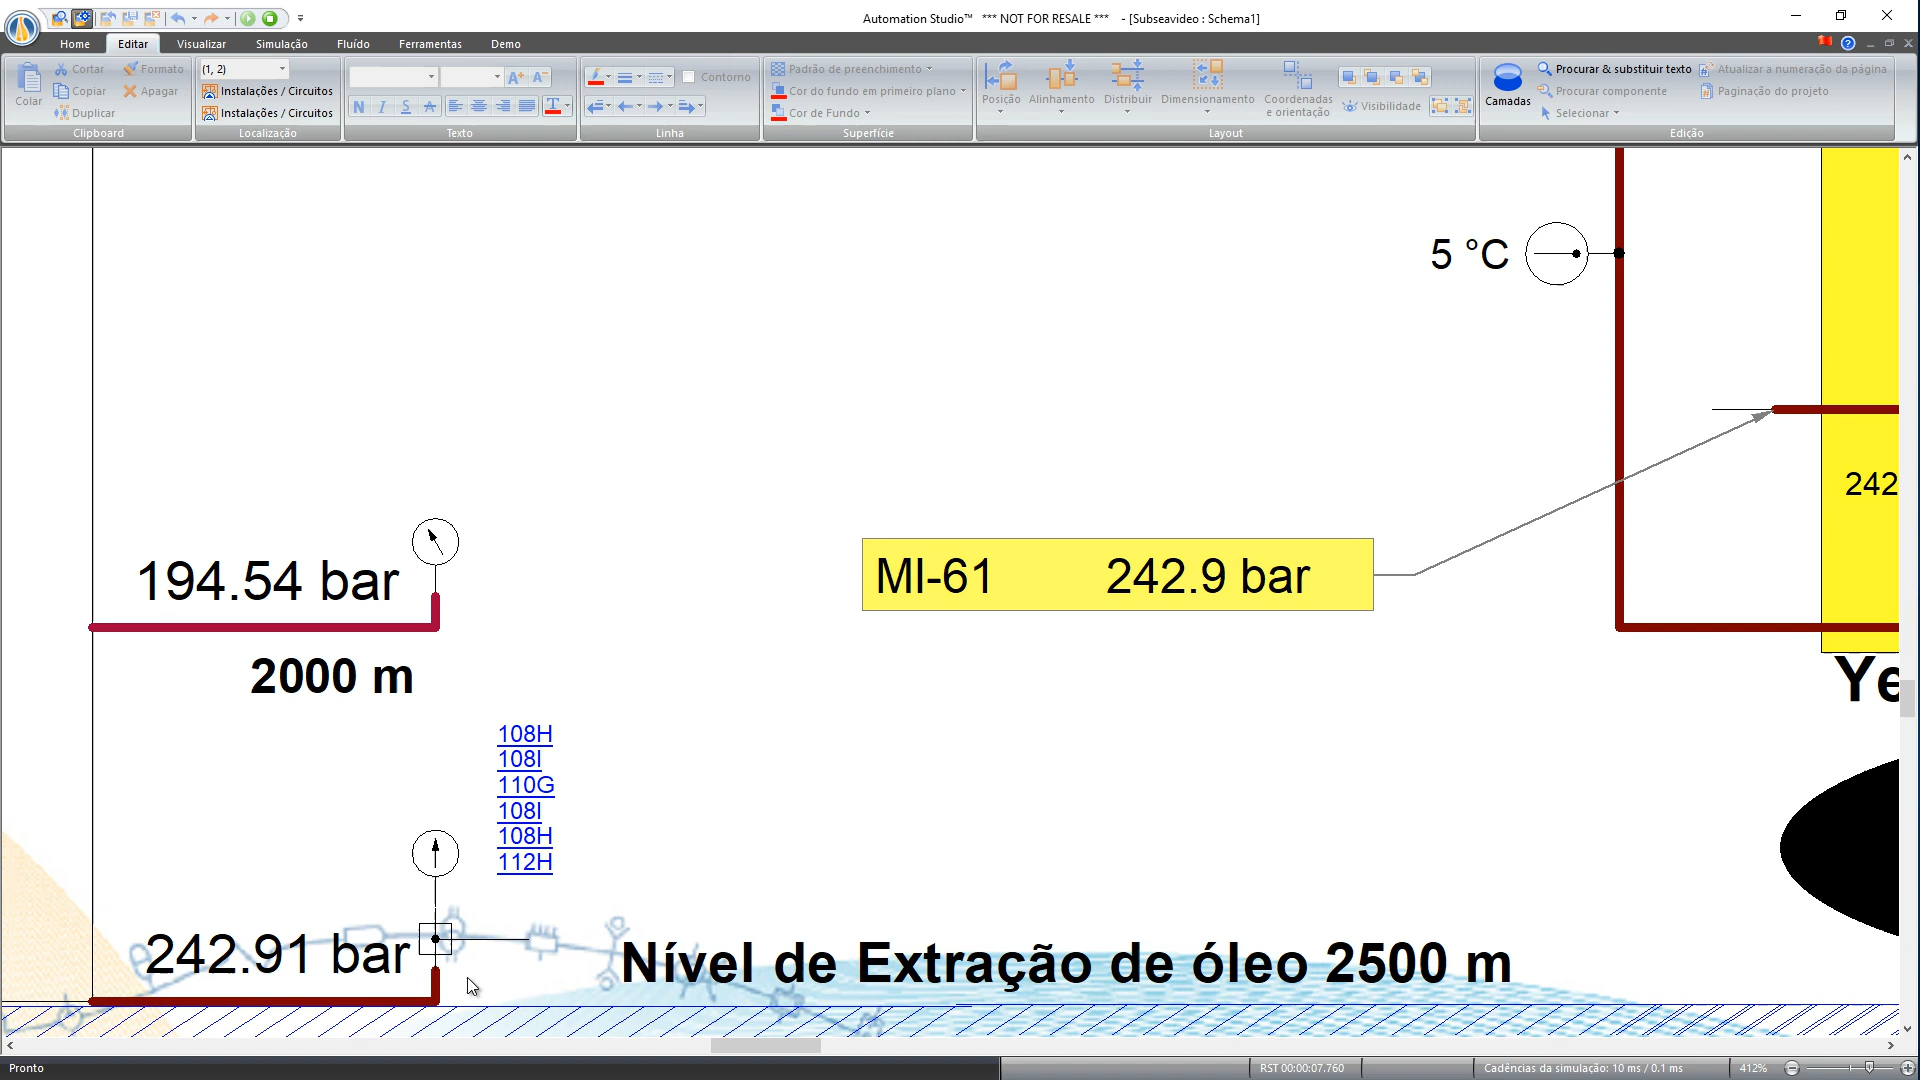 Automation Studio™ *** NOT FOR RESALE *** - [Subseavideo : Schema1]
Home Editar Visualizar Simulação Fluído Ferramentas Demo
Colar
Cortar
Copiar
Duplicar
Formato
Apagar
Clipboard
(1, 2)
Instalações / Circuitos
Instalações / Circuitos
Localização
N I S A
Texto
Contorno
Linha
Padrão de preenchimento
Cor do fundo em primeiro plano
Cor de Fundo
Superfície
Posição Alinhamento Distribuir Dimensionamento Coordenadas
e orientação
Visibilidade
Layout
Camadas
Procurar & substituir texto
Procurar componente
Selecionar
Atualizar a numeração da página
Paginação do projeto
Edição
5 °C
242
194.54 bar
MI-61 242.9 bar
2000 m
Ye
108H
108I
110G
108I
108H
112H
242.91 bar
Nível de Extração de óleo 2500 m
Pronto
RST 00:00:07.760
Cadências da simulação: 10 ms / 0.1 ms
412%